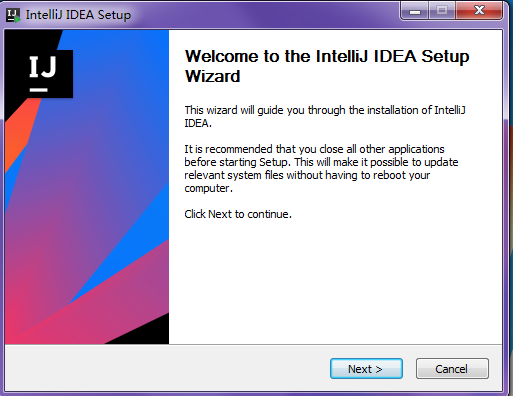 IntelliJ IDEA Setup
IJ
Welcome to the IntelliJ IDEA Setup
Wizard
This wizard will guide you through the installation of IntelliJ
IDEA.
It is recommended that you close all other applications
before starting Setup. This will make it possible to update
relevant system files without having to reboot your
computer.
Click Next to continue.
Next >
Cancel